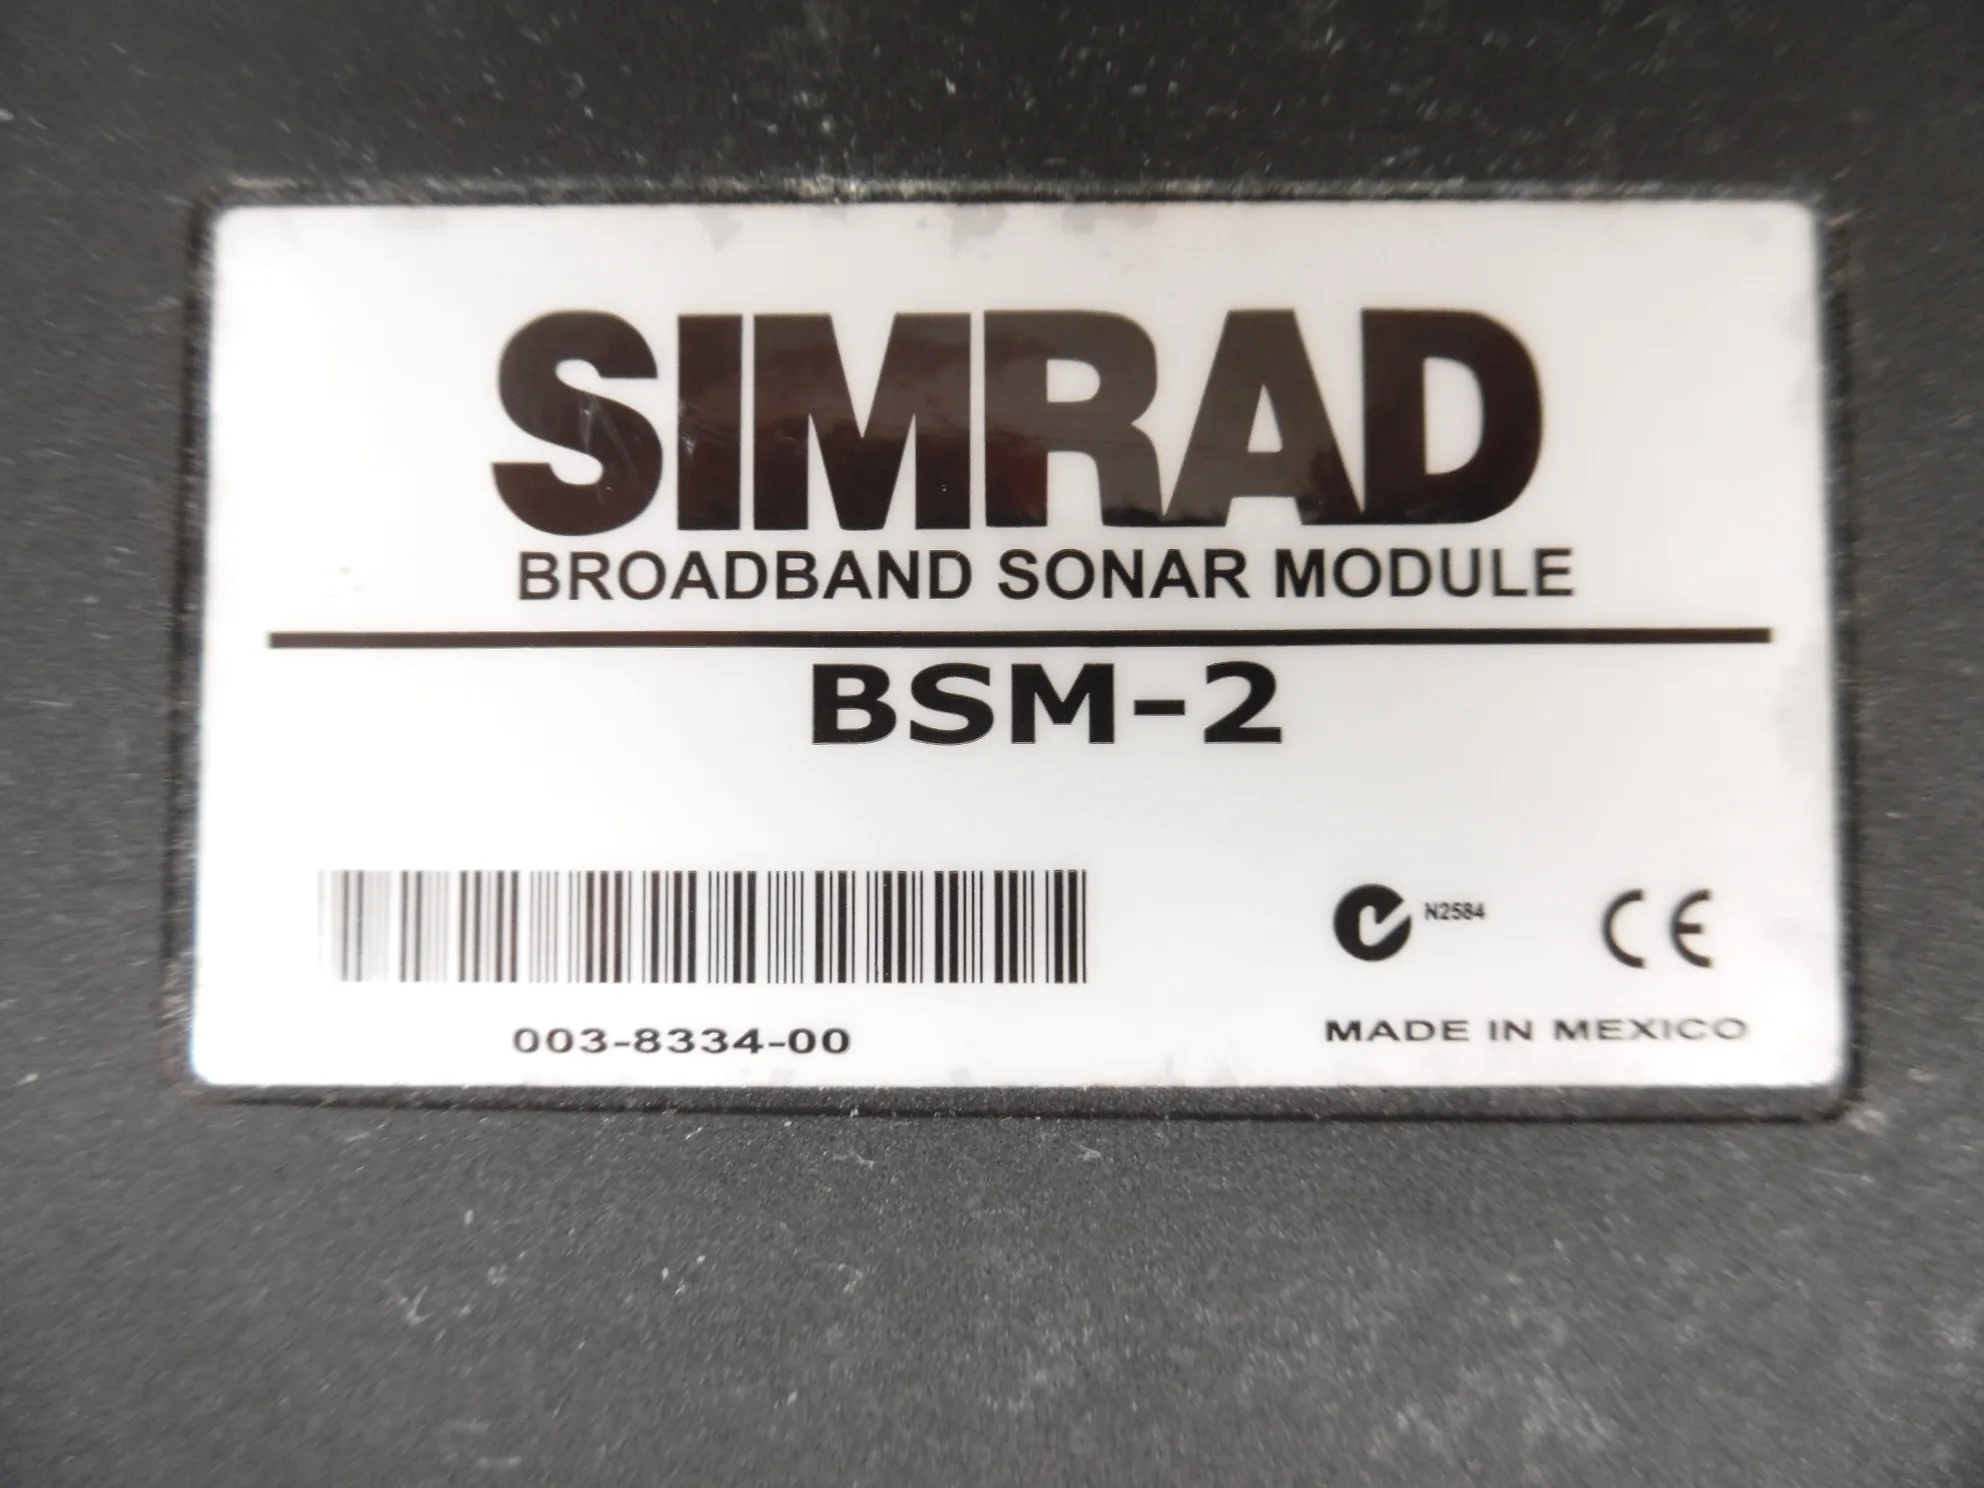 SIMRAD
BROADBAND SONAR MODULE
BSM-2
N2584
CE
003-8334-00
MADE IN MEXICO